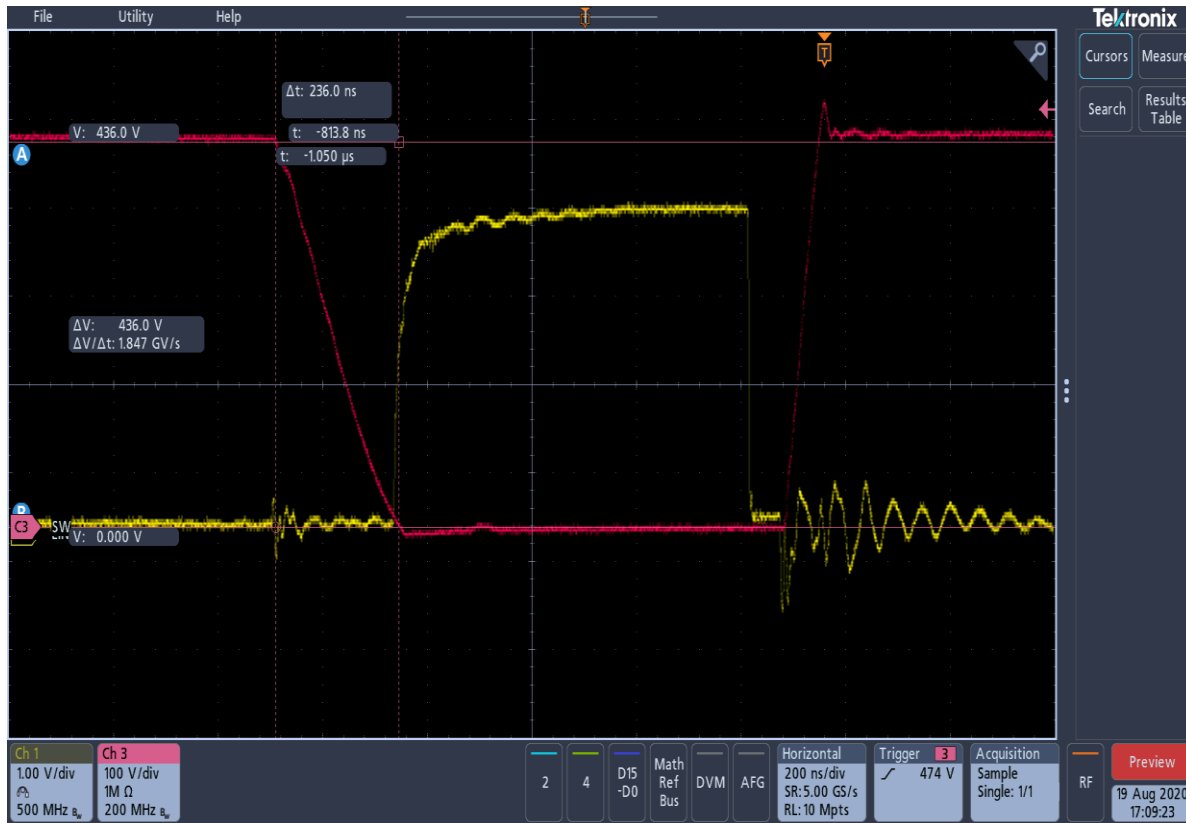 File Utility Help
Tektronix
Cursors Measure
Search Results Table
T
Δt: 236.0 ns
V: 436.0 V
t: -813.8 ns
t: -1.050 µs
A
ΔV: 436.0 V
ΔV/Δt: 1.847 GV/s
C3 SW
V: 0.000 V
Ch 1
1.00 V/div
500 MHz Bw
Ch 3
100 V/div
1M Ω
200 MHz Bw
2
4
D15
-D0
Math
Ref
Bus
DVM
AFG
Horizontal
200 ns/div
SR: 5.00 GS/s
RL: 10 Mpts
Trigger 3
474 V
Acquisition
Sample
Single: 1/1
RF
Preview
19 Aug 2020
17:09:23